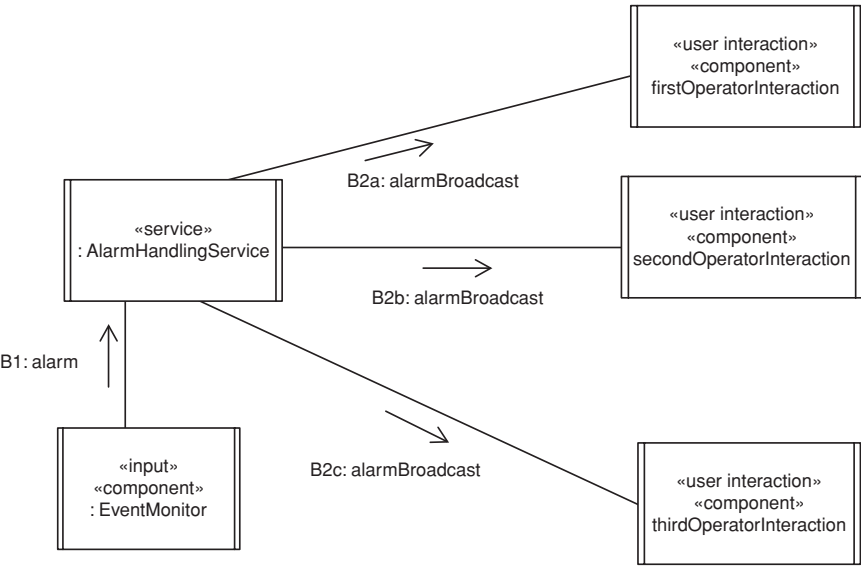 «user interaction»
«component»
firstOperatorInteraction
B2a: alarmBroadcast
«service»
: AlarmHandlingService
«user interaction»
«component»
secondOperatorInteraction
B2b: alarmBroadcast
B1: alarm
«input»
«component»
: EventMonitor
B2c: alarmBroadcast
«user interaction»
«component»
thirdOperatorInteraction